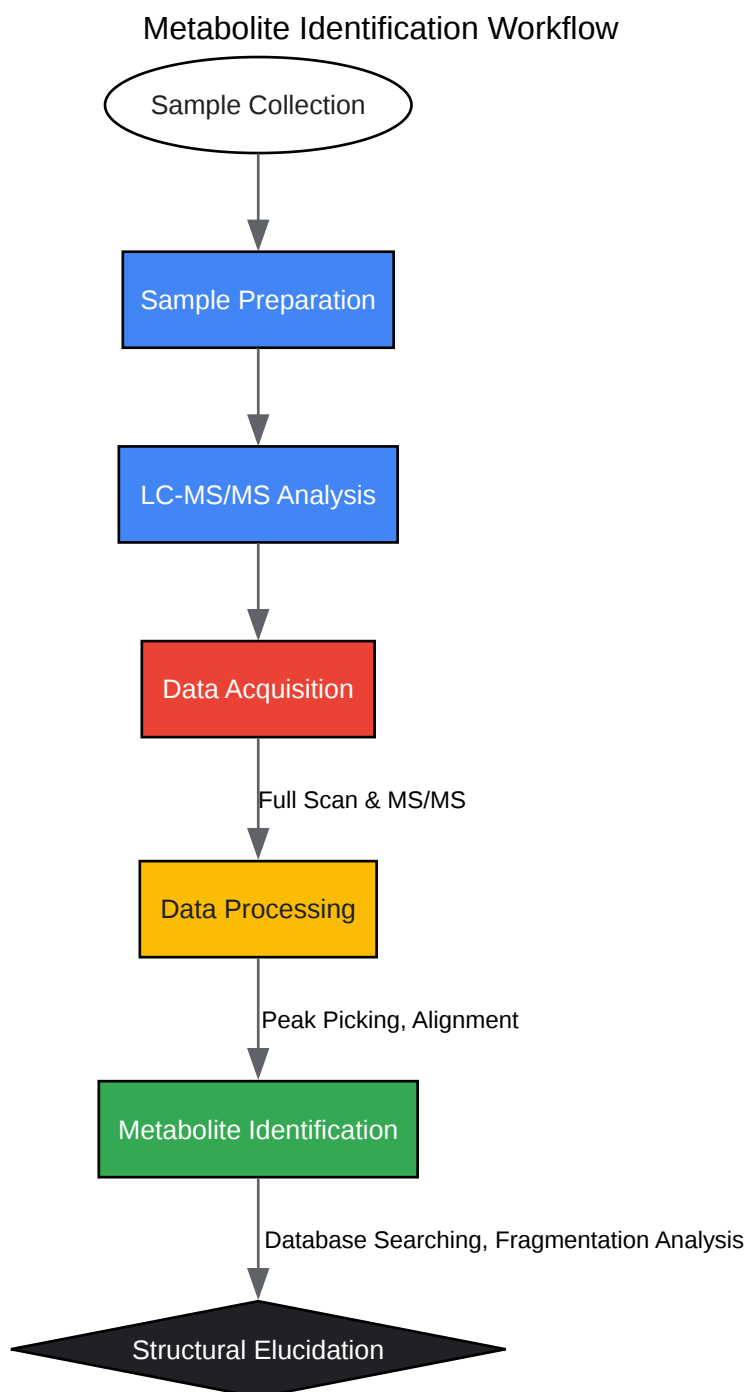 Metabolite Identification Workflow
Sample Collection
Sample Preparation
LC-MS/MS Analysis
Data Acquisition
Full Scan & MS/MS
Data Processing
Peak Picking, Alignment
Metabolite Identification
Database Searching, Fragmentation Analysis
Structural Elucidation